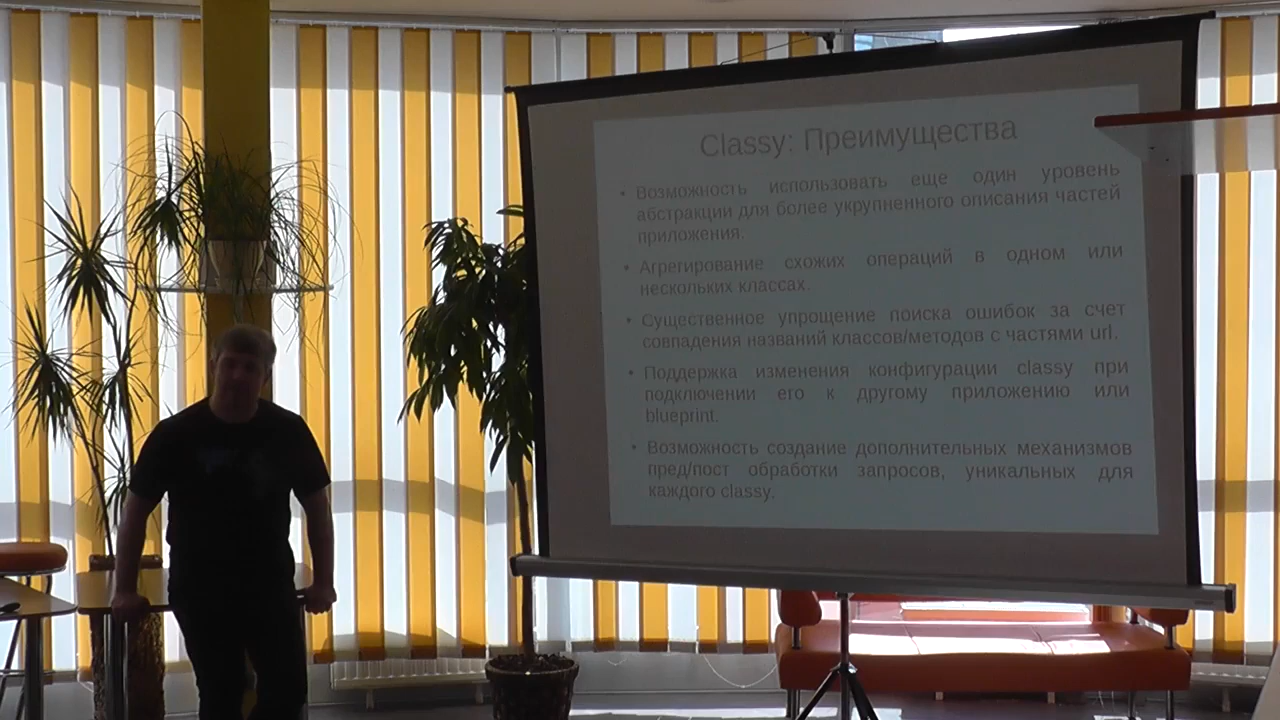 Classy: Преимущества
• Возможность использовать еще один уровень
абстракции для более укрупненного описания частей
приложения.
• Агрегирование схожих операций в одном или
нескольких классах.
• Существенное упрощение поиска ошибок за счет
совпадения названий классов/методов с частями url.
• Поддержка изменения конфигурации classy при
подключении его к другому приложению или
blueprint.
• Возможность создание дополнительных механизмов
пред/пост обработки запросов, уникальных для
каждого classy.